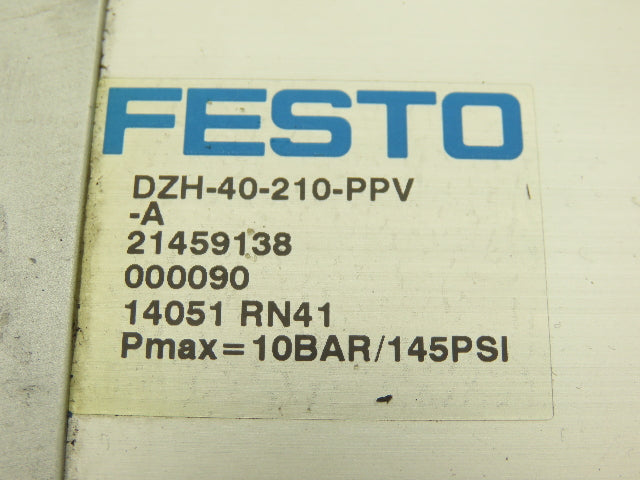 FESTO
DZH-40-210-PPV
-A
21459138
000090
14051 RN41
Pmax=10BAR/145PSI